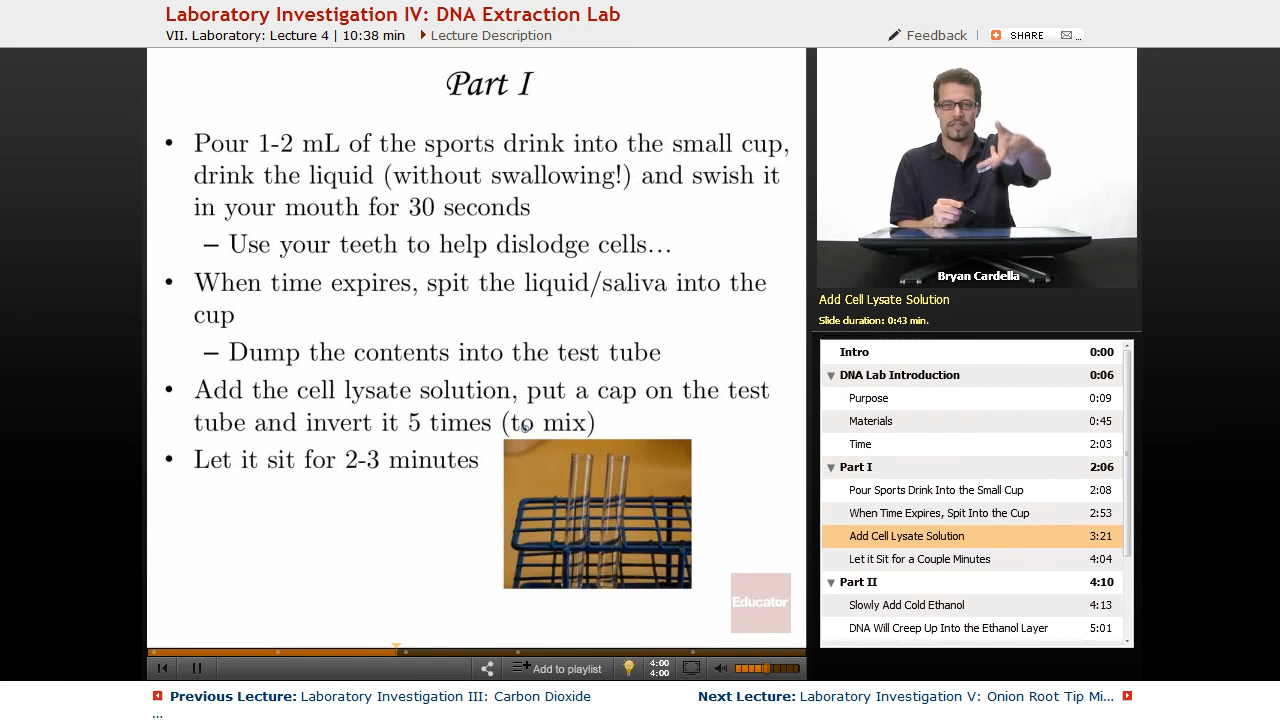 Laboratory Investigation IV: DNA Extraction Lab
VII. Laboratory: Lecture 4 | 10:38 min
Lecture Description
Feedback
SHARE
Part I
• Pour 1-2 mL of the sports drink into the small cup,
drink the liquid (without swallowing!) and swish it
in your mouth for 30 seconds
– Use your teeth to help dislodge cells…
• When time expires, spit the liquid/saliva into the
cup
– Dump the contents into the test tube
• Add the cell lysate solution, put a cap on the test
tube and invert it 5 times (to mix)
• Let it sit for 2-3 minutes
Educator
Bryan Cardella
Add Cell Lysate Solution
Slide duration: 0:43 min.
Intro 0:00
DNA Lab Introduction 0:06
Purpose 0:09
Materials 0:45
Time 2:03
Part I 2:06
Pour Sports Drink Into the Small Cup 2:08
When Time Expires, Spit Into the Cup 2:53
Add Cell Lysate Solution 3:21
Let it Sit for a Couple Minutes 4:04
Part II 4:10
Slowly Add Cold Ethanol 4:13
DNA Will Creep Up Into the Ethanol Layer 5:01
Add to playlist
4:00
4:00
Previous Lecture: Laboratory Investigation III: Carbon Dioxide
...
Next Lecture: Laboratory Investigation V: Onion Root Tip Mi...